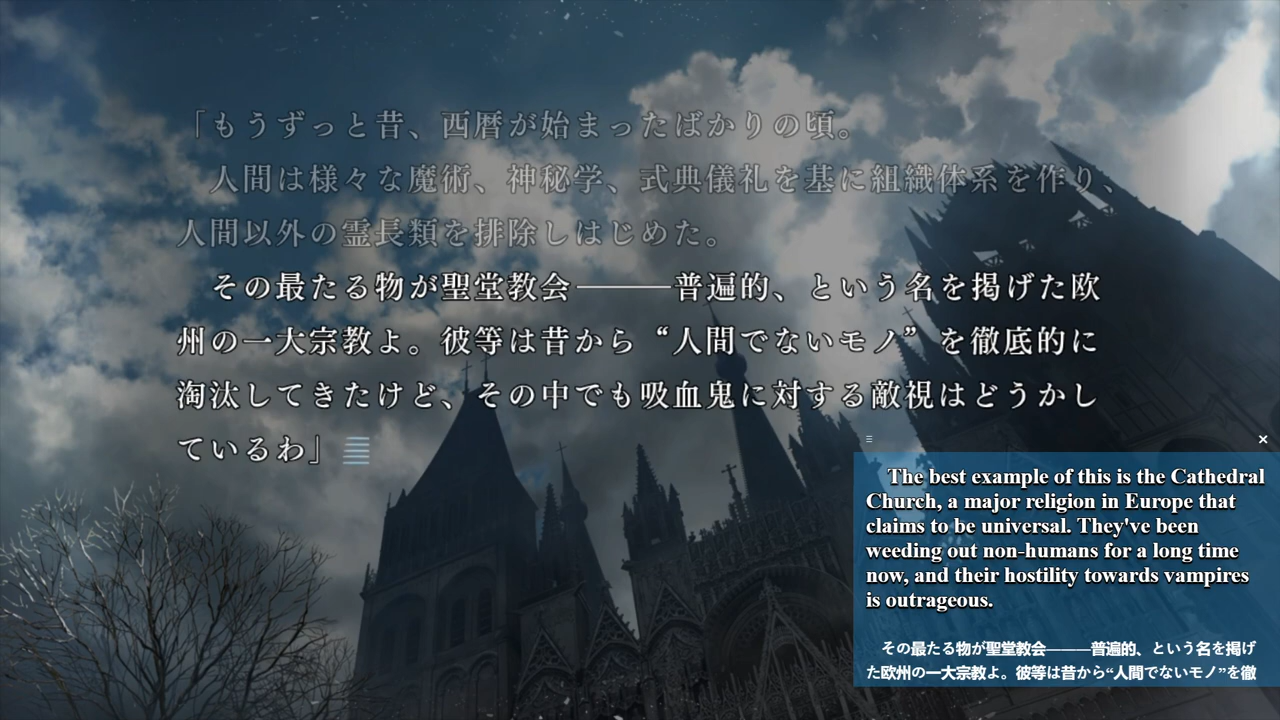 「もうずっと昔、西暦が始まったばかりの頃。
人間は様々な魔術、神秘学、式典儀礼を基に組織体系を作り、
人間以外の霊長類を排除しはじめた。
その最たる物が聖堂教会―――普遍的、という名を掲げた欧
州の一大宗教よ。彼等は昔から“人間でないモノ”を徹底的に
淘汰してきたけど、その中でも吸血鬼に対する敵視はどうかし
ているわ」
The best example of this is the Cathedral
Church, a major religion in Europe that
claims to be universal. They've been
weeding out non-humans for a long time
now, and their hostility towards vampires
is outrageous.
その最たる物が聖堂教会―――普遍的、という名を掲げ
た欧州の一大宗教よ。彼等は昔から“人間でないモノ”を徹